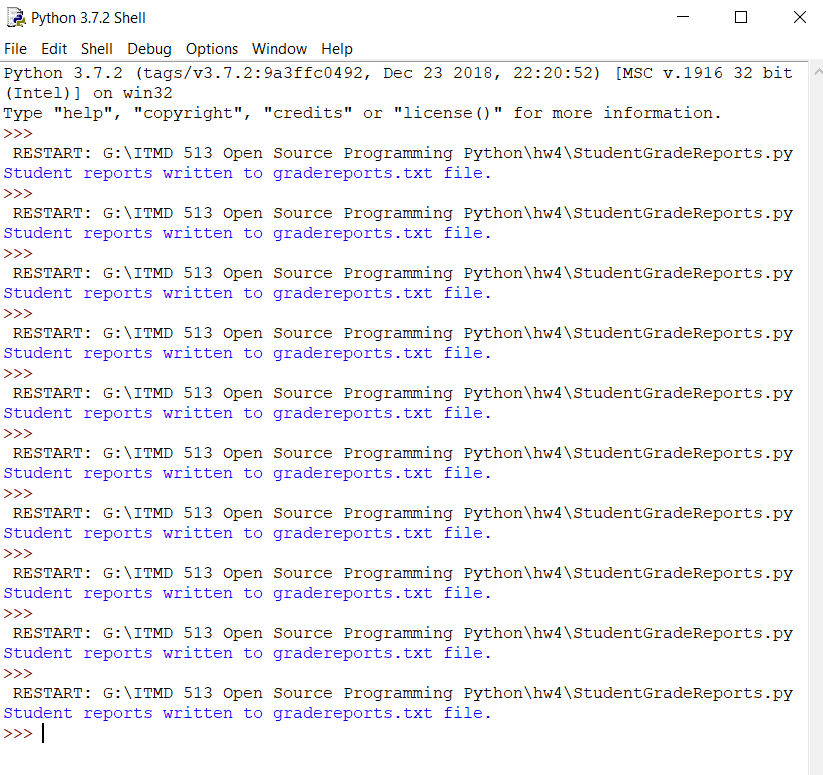 Python 3.7.2 Shell
File Edit Shell Debug Options Window Help
Python 3.7.2 (tags/v3.7.2:9a3ffc0492, Dec 23 2018, 22:20:52) [MSC v.1916 32 bit
(Intel)] on win32
Type "help", "copyright", "credits" or "license()" for more information.
>>>
 RESTART: G:\ITMD 513 Open Source Programming Python\hw4\StudentGradeReports.py
Student reports written to gradereports.txt file.
>>>
 RESTART: G:\ITMD 513 Open Source Programming Python\hw4\StudentGradeReports.py
Student reports written to gradereports.txt file.
>>>
 RESTART: G:\ITMD 513 Open Source Programming Python\hw4\StudentGradeReports.py
Student reports written to gradereports.txt file.
>>>
 RESTART: G:\ITMD 513 Open Source Programming Python\hw4\StudentGradeReports.py
Student reports written to gradereports.txt file.
>>>
 RESTART: G:\ITMD 513 Open Source Programming Python\hw4\StudentGradeReports.py
Student reports written to gradereports.txt file.
>>>
 RESTART: G:\ITMD 513 Open Source Programming Python\hw4\StudentGradeReports.py
Student reports written to gradereports.txt file.
>>>
 RESTART: G:\ITMD 513 Open Source Programming Python\hw4\StudentGradeReports.py
Student reports written to gradereports.txt file.
>>>
 RESTART: G:\ITMD 513 Open Source Programming Python\hw4\StudentGradeReports.py
Student reports written to gradereports.txt file.
>>>
 RESTART: G:\ITMD 513 Open Source Programming Python\hw4\StudentGradeReports.py
Student reports written to gradereports.txt file.
>>>
 RESTART: G:\ITMD 513 Open Source Programming Python\hw4\StudentGradeReports.py
Student reports written to gradereports.txt file.
>>>